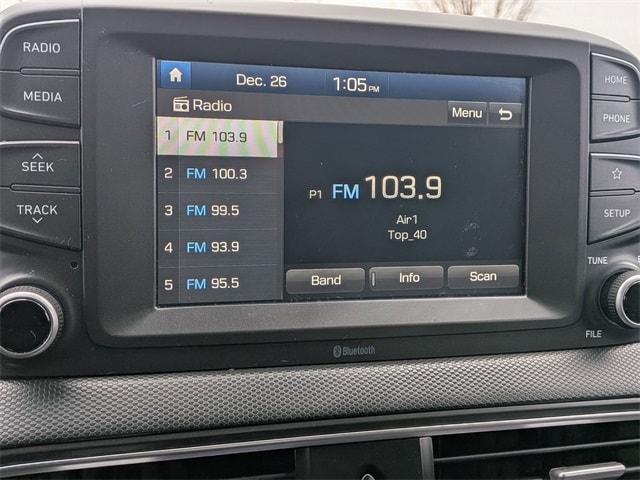 RADIO
MEDIA
SEEK
TRACK
Dec. 26 1:05 PM
Radio Menu
1 FM 103.9
2 FM 100.3
3 FM 99.5
4 FM 93.9
5 FM 95.5
P1 FM 103.9
Air1
Top_40
Band Info Scan
HOME
PHONE
SETUP
TUNE
FILE
Bluetooth